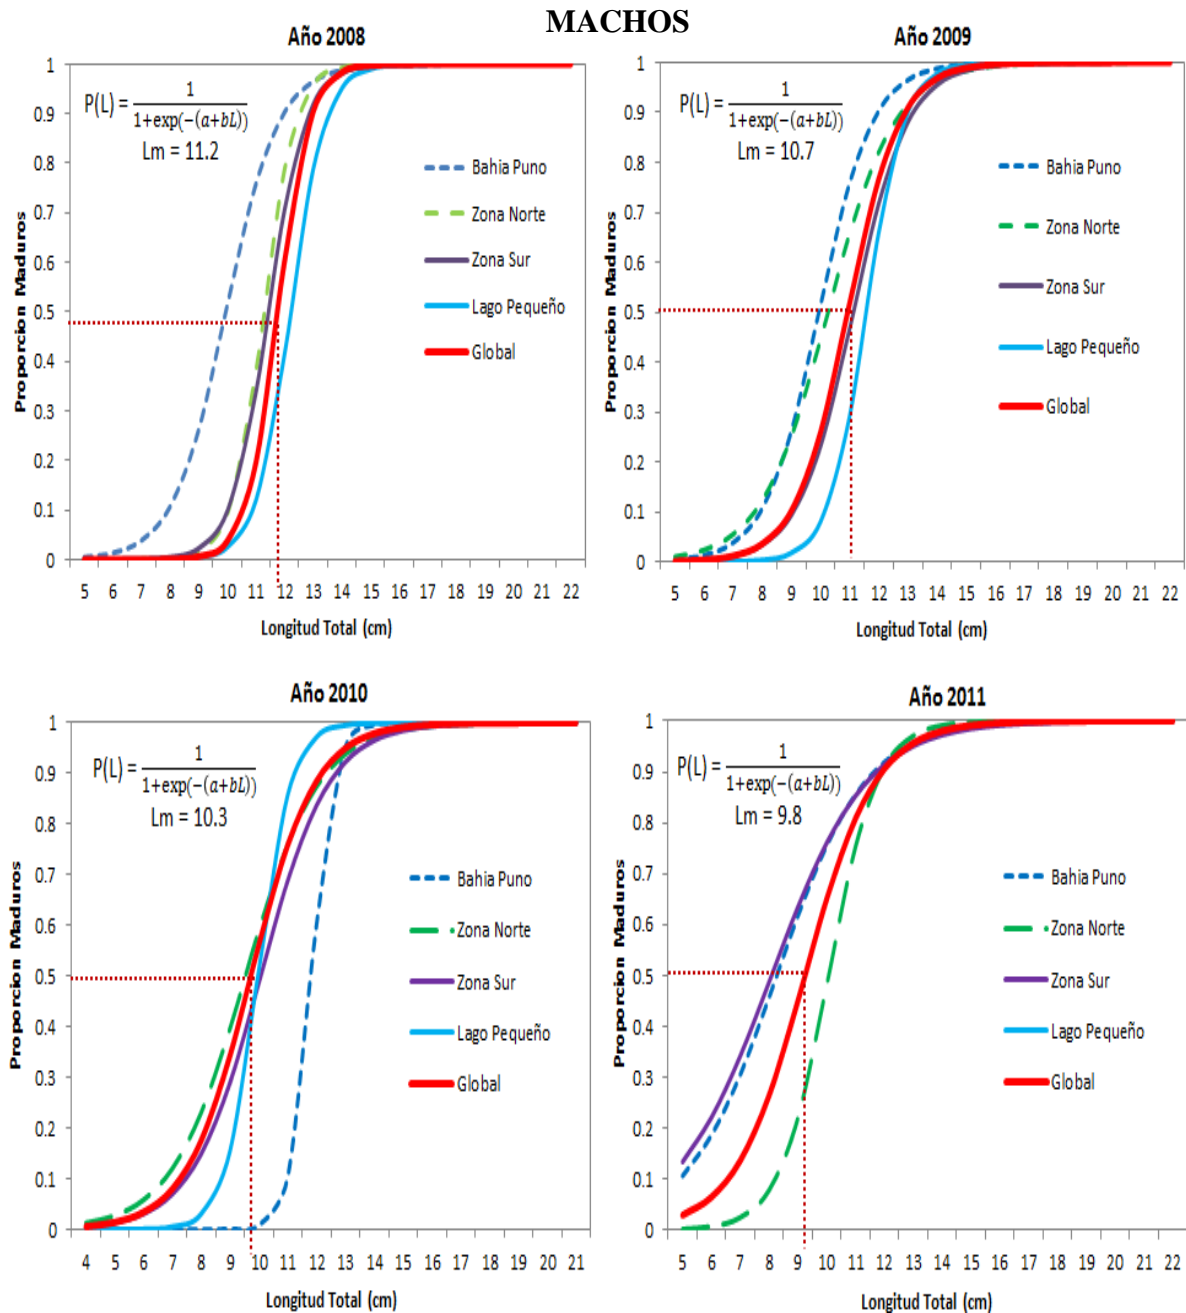 MACHOS
Año 2008
P(L) = 1
1+exp(-(a+bL))
Lm = 11.2
Proporcion Maduros
1
0.9
0.8
0.7
0.6
0.5
0.4
0.3
0.2
0.1
0
Bahia Puno
Zona Norte
Zona Sur
Lago Pequeño
Global
5 6 7 8 9 10 11 12 13 14 15 16 17 18 19 20 21 22
Longitud Total (cm)
Año 2009
P(L) = 1
1+exp(-(a+bL))
Lm = 10.7
Proporcion Maduros
1
0.9
0.8
0.7
0.6
0.5
0.4
0.3
0.2
0.1
0
Bahia Puno
Zona Norte
Zona Sur
Lago Pequeño
Global
5 6 7 8 9 10 11 12 13 14 15 16 17 18 19 20 21 22
Longitud Total (cm)
Año 2010
P(L) = 1
1+exp(-(a+bL))
Lm = 10.3
Proporcion Maduros
1
0.9
0.8
0.7
0.6
0.5
0.4
0.3
0.2
0.1
0
Bahia Puno
Zona Norte
Zona Sur
Lago Pequeño
Global
4 5 6 7 8 9 10 11 12 13 14 15 16 17 18 19 20 21
Longitud Total (cm)
Año 2011
P(L) = 1
1+exp(-(a+bL))
Lm = 9.8
Proporcion Maduros
1
0.9
0.8
0.7
0.6
0.5
0.4
0.3
0.2
0.1
0
Bahia Puno
Zona Norte
Zona Sur
Lago Pequeño
Global
5 6 7 8 9 10 11 12 13 14 15 16 17 18 19 20 21 22
Longitud Total (cm)